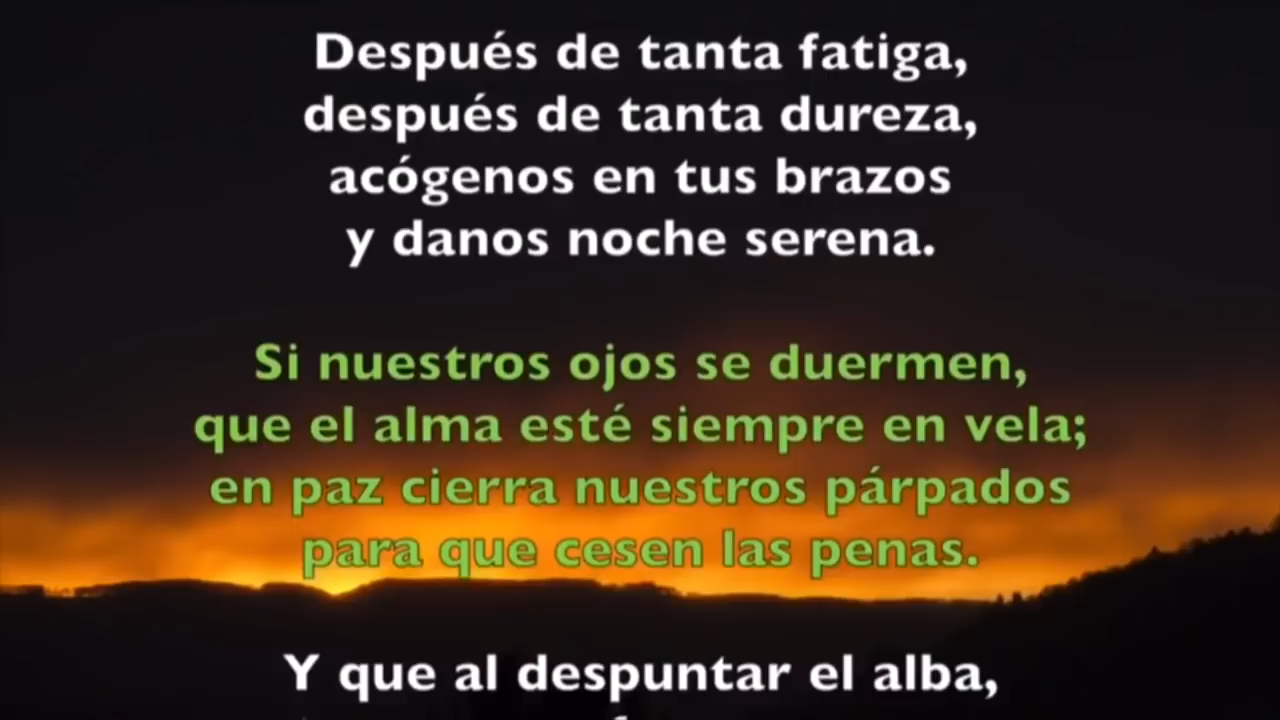 Después de tanta fatiga,
después de tanta dureza,
acógenos en tus brazos
y danos noche serena.
Si nuestros ojos se duermen,
que el alma esté siempre en vela;
en paz cierra nuestros párpados
para que cesen las penas.
Y que al despuntar el alba,